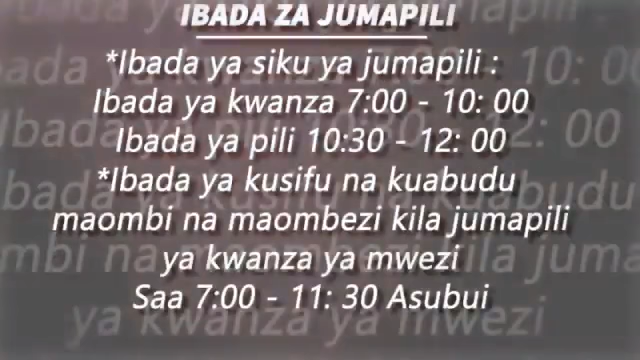 IBADA ZA JUMAPILI
*Ibada ya siku ya jumapili :
Ibada ya kwanza 7:00 - 10: 00
Ibada ya pili 10:30 - 12: 00
*Ibada ya kusifu na kuabudu
maombi na maombezi kila jumapili
ya kwanza ya mwezi
Saa 7:00 - 11: 30 Asubui